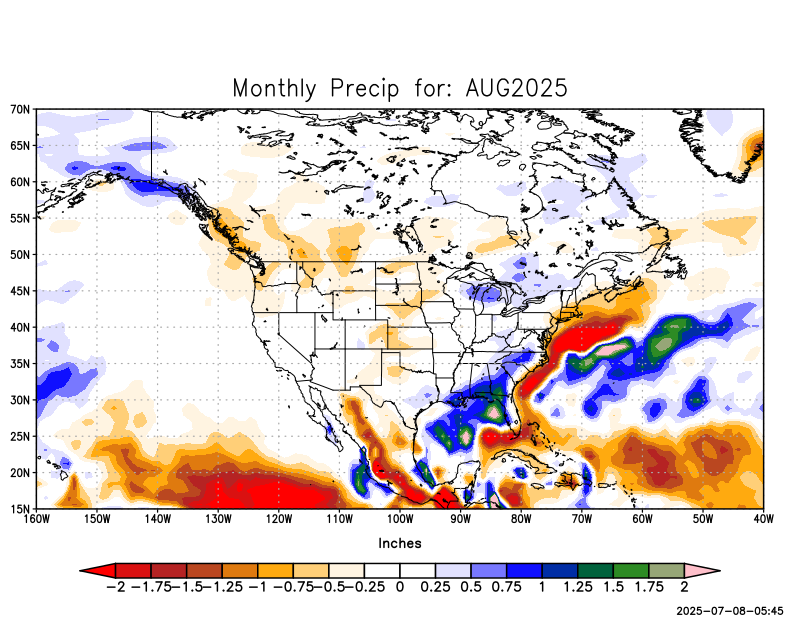 Monthly Precip for: AUG2025
70N
65N
60N
55N
50N
45N
40N
35N
30N
25N
20N
15N
160W 150W 140W 130W 120W 110W 100W 90W 80W 70W 60W 50W 40W
Inches
-2 -1.75 -1.5 -1.25 -1 -0.75 -0.5 -0.25 0 0.25 0.5 0.75 1 1.25 1.5 1.75 2
2025-07-08-05:45